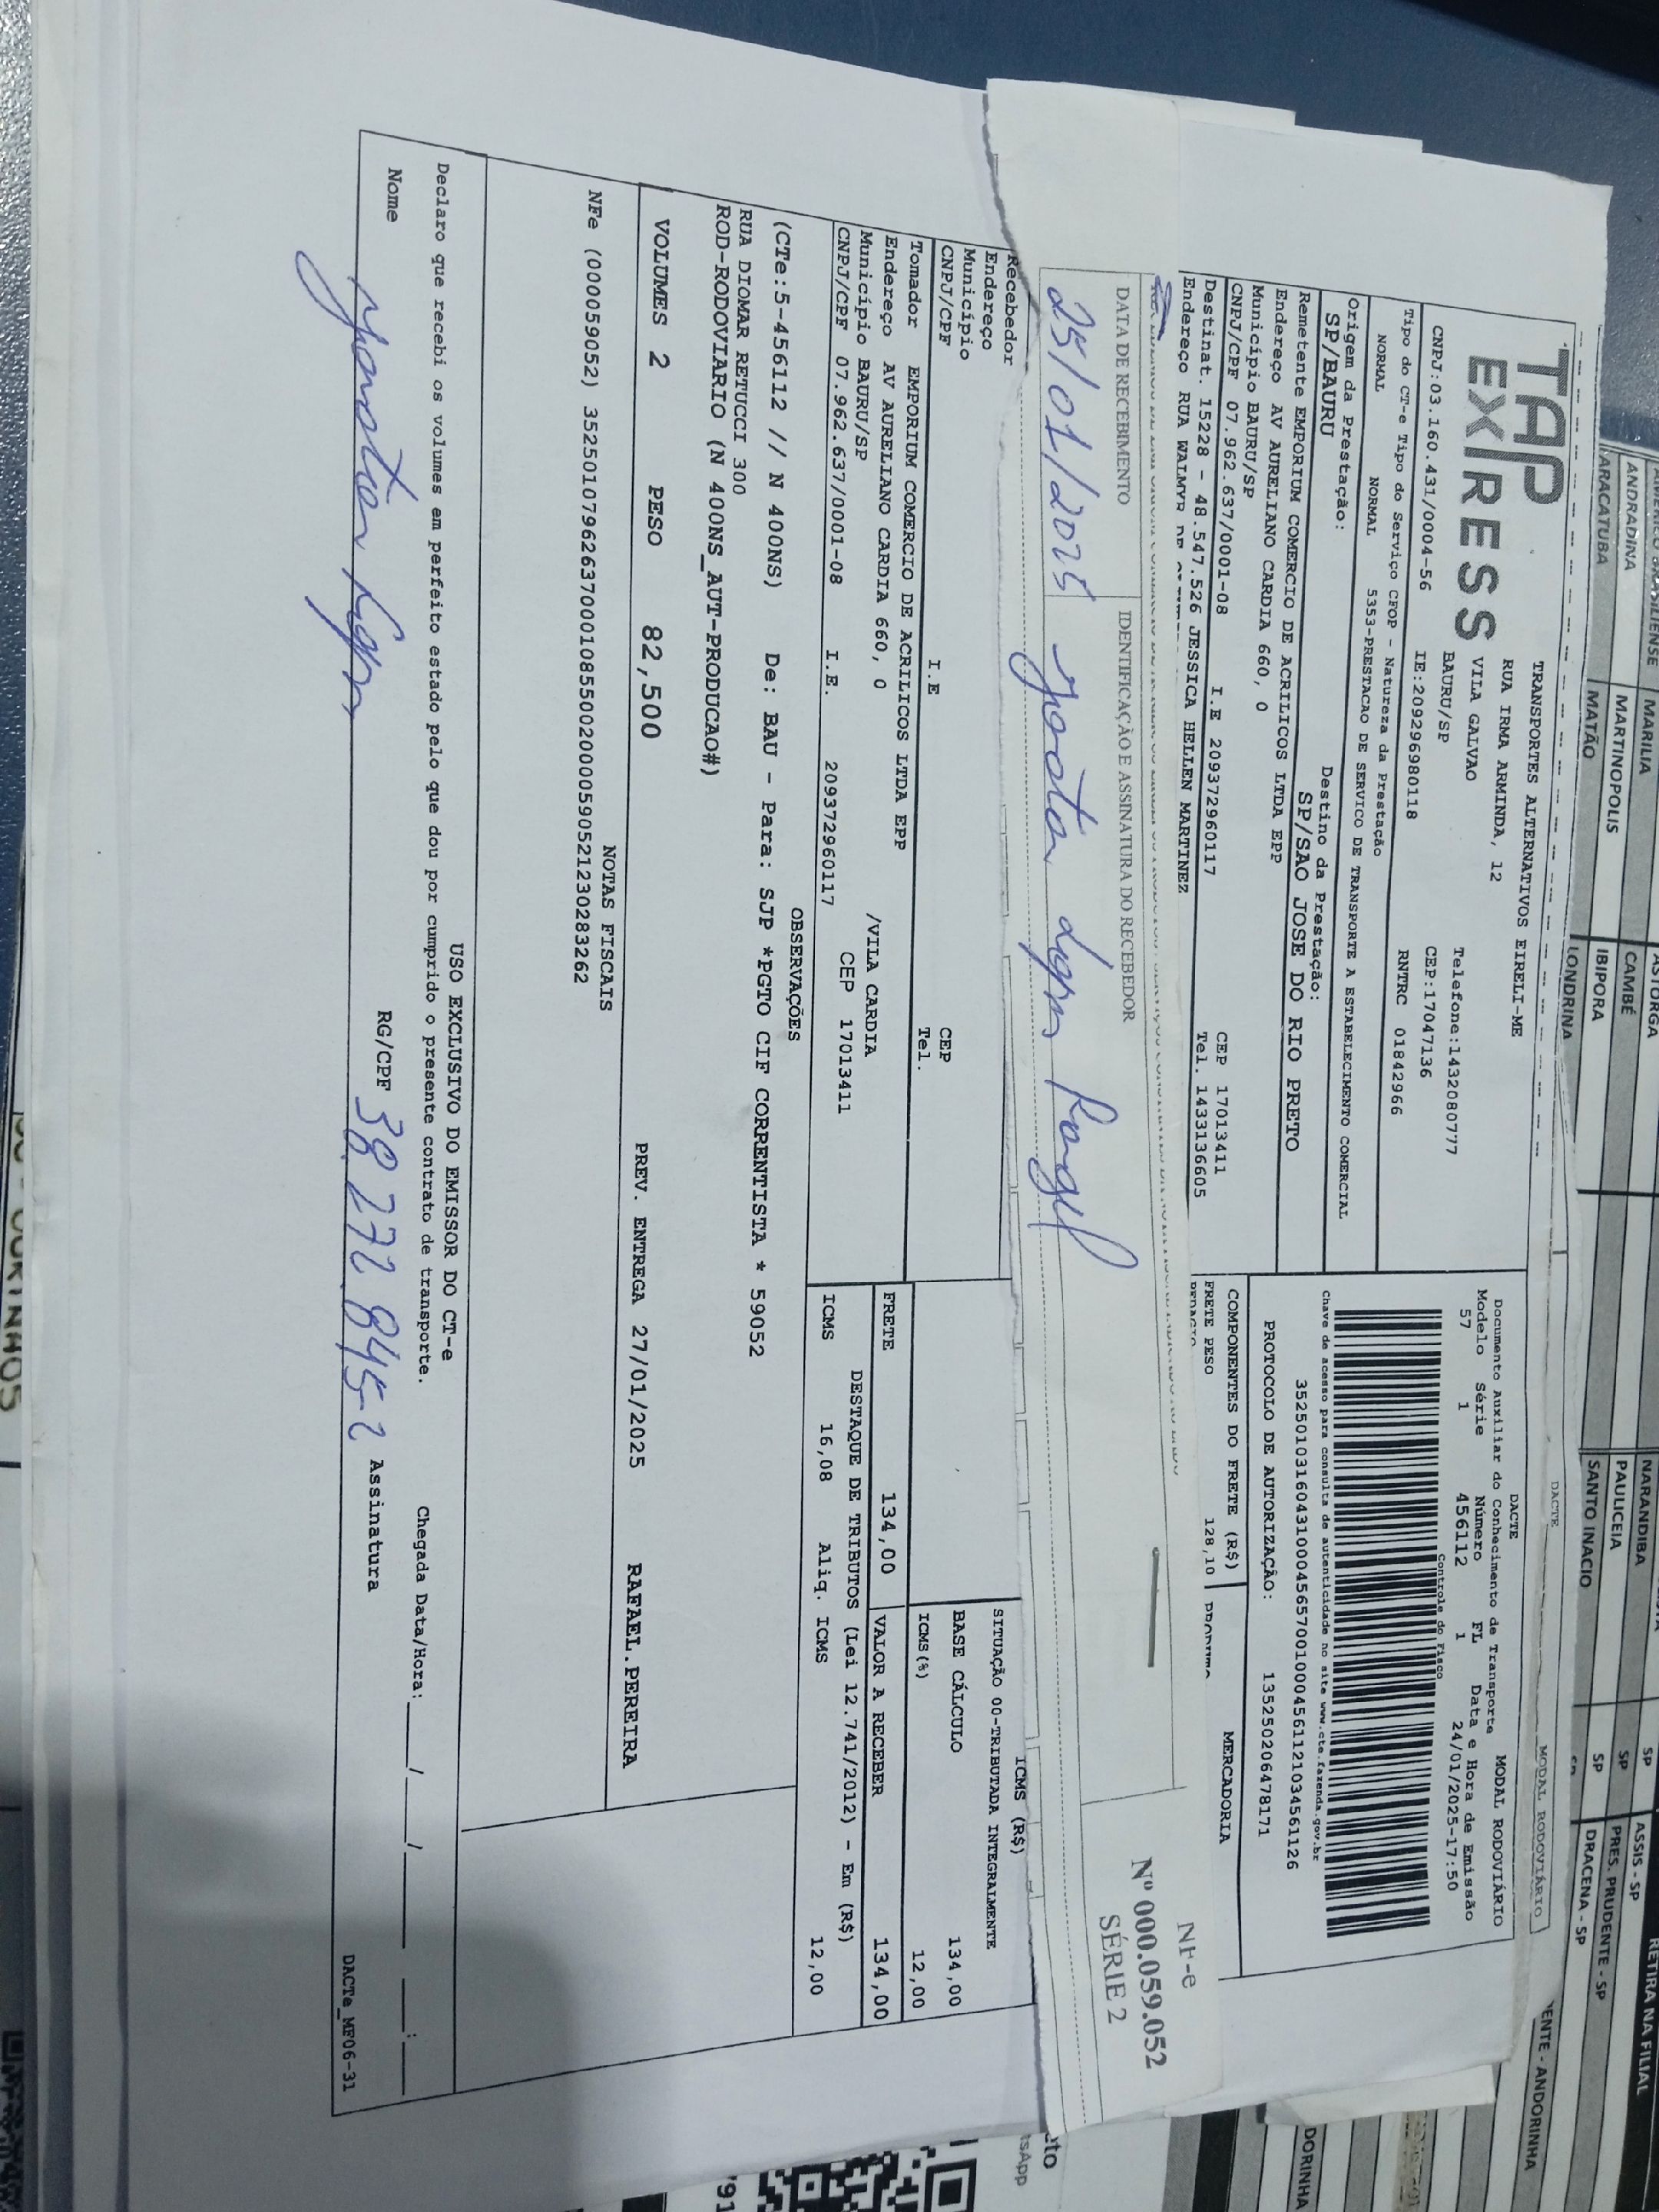 TAP EXPRESS
TRANSPORTES ALTERNATIVOS EIRELI-ME
RUA IRMA ARMINDA, 12
VILA GALVAO
BAURU/SP
Telefone:1432080777
CEP:17047136
CNPJ:03.160.431/0004-56 IE:209296980118 RNTRC 01842966
Tipo do CT-e Tipo do Serviço CFOP - Natureza da Prestação
NORMAL NORMAL 5353-PRESTACAO DE SERVICO DE TRANSPORTE A ESTABELECIMENTO COMERCIAL
Origem da Prestação: Destino da Prestação:
SP/BAURU SP/SAO JOSE DO RIO PRETO
Remetente EMPORIUM COMERCIO DE ACRILICOS LTDA EPP
Endereço AV AURELIANO CARDIA 660, 0
Município BAURU/SP CEP 17013411
CNPJ/CPF 07.962.637/0001-08 I.E 209372960117 Tel. 1433136605
Destinat. 15228 - 48.547.526 JESSICA HELLEN MARTINEZ
Endereço RUA WALMYR DE
DACTE
Documento Auxiliar do Conhecimento de Transporte
MODAL RODOVIÁRIO
Modelo Série Número FL Data e Hora de Emissão
57 1 456112 1 24/01/2025-17:50
Controle do Fisco
Chave de acesso para consulta de autenticidade no site www.cte.fazenda.gov.br
35250103160431000456570010004561121034561126
PROTOCOLO DE AUTORIZAÇÃO: 135250206478171
COMPONENTES DO FRETE (R$) MERCADORIA
FRETE PESO 128,10
DATA DE RECEBIMENTO IDENTIFICAÇÃO E ASSINATURA DO RECEBEDOR
25/01/2025
NF-e
Nº 000.059.052
SÉRIE 2
Recebedor
Endereço
Município CEP
CNPJ/CPF I.E Tel.
Tomador EMPORIUM COMERCIO DE ACRILICOS LTDA EPP
Endereço AV AURELIANO CARDIA 660, 0 /VILA CARDIA
Município BAURU/SP CEP 17013411
CNPJ/CPF 07.962.637/0001-08 I.E. 209372960117
ICMS (R$)
SITUAÇÃO 00-TRIBUTADA INTEGRALMENTE
BASE CÁLCULO 134,00
ICMS(%) 12,00
FRETE 134,00 VALOR A RECEBER 134,00
DESTAQUE DE TRIBUTOS (Lei 12.741/2012) - Em (R$)
ICMS 16,08 Aliq. ICMS 12,00
OBSERVAÇÕES
(CTe:5-456112 // N 400NS) De: BAU - Para: SJP *PGTO CIF CORRENTISTA * 59052
RUA DIOMAR RETUCCI 300
ROD-RODOVIARIO (N 400NS_AUT-PRODUCAO#)
VOLUMES 2 PESO 82,500 PREV. ENTREGA 27/01/2025 RAFAEL.PEREIRA
NOTAS FISCAIS
NFe (000059052) 35250107962637000108550020000590521230283262
USO EXCLUSIVO DO EMISSOR DO CT-e
Declaro que recebi os volumes em perfeito estado pelo que dou por cumprido o presente contrato de transporte. Chegada Data/Hora:___/___/_____ ___:___
Nome RG/CPF 38 272 845-2 Assinatura
DACTe_MF06-31
DACTE
MODAL RODOVIÁRIO
ANDRADINA
ARACATUBA
MARILIA
MARTINOPOLIS
MATÃO
ASTORGA
CAMBÉ
IBIPORA
LONDRINA
NARANDIBA
PAULICEIA
SANTO INACIO
SP
SP
SP
ASSIS - SP
PRES. PRUDENTE - SP
DRACENA - SP
RETIRA NA FILIAL